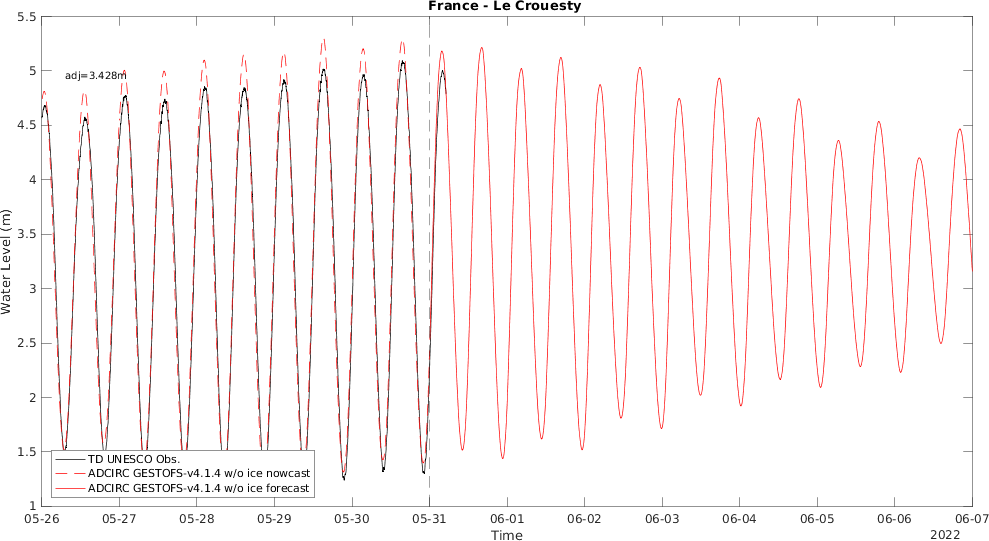 France - Le Crouesty
5.5
5
4.5
4
3.5
3
2.5
2
1.5
1
Water Level (m)
adj=3.428m
TD UNESCO Obs.
ADCIRC GESTOFS-v4.1.4 w/o ice nowcast
ADCIRC GESTOFS-v4.1.4 w/o ice forecast
05-26 05-27 05-28 05-29 05-30 05-31 06-01 06-02 06-03 06-04 06-05 06-06 06-07
Time
2022